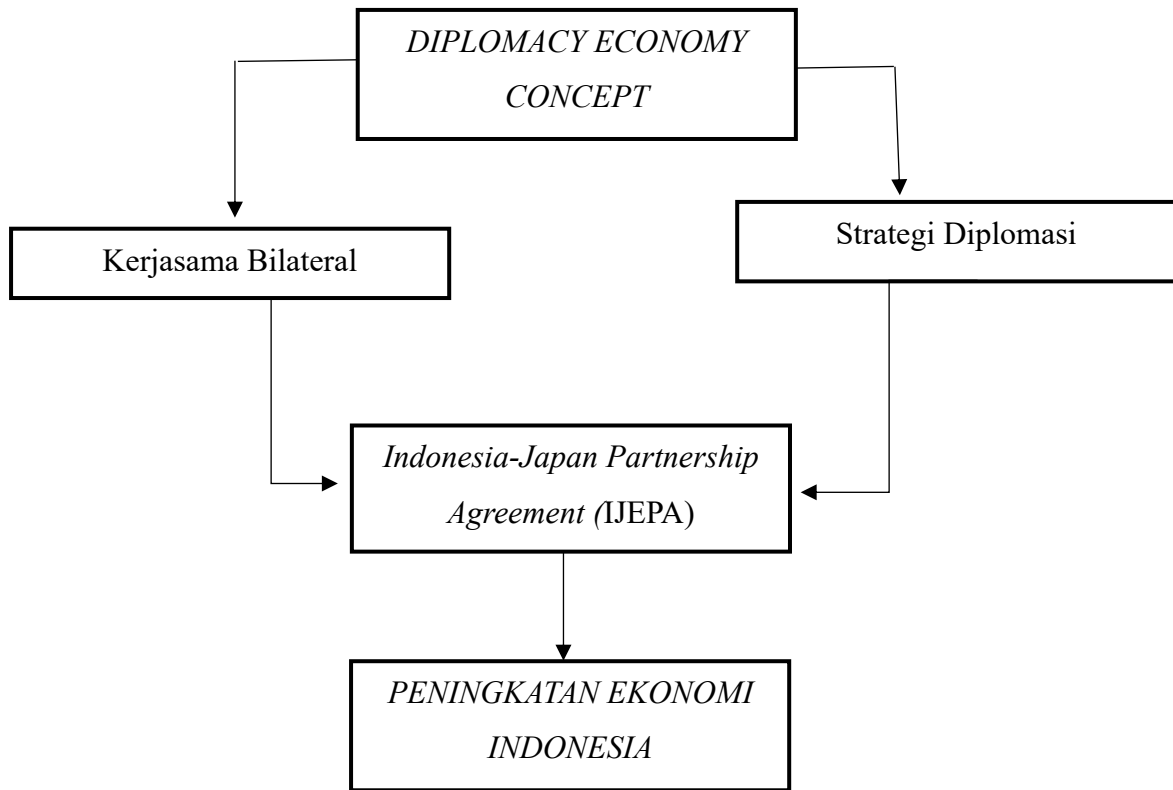 DIPLOMACY ECONOMY
CONCEPT
Kerjasama Bilateral
Strategi Diplomasi
Indonesia-Japan Partnership
Agreement (IJEPA)
PENINGKATAN EKONOMI
INDONESIA